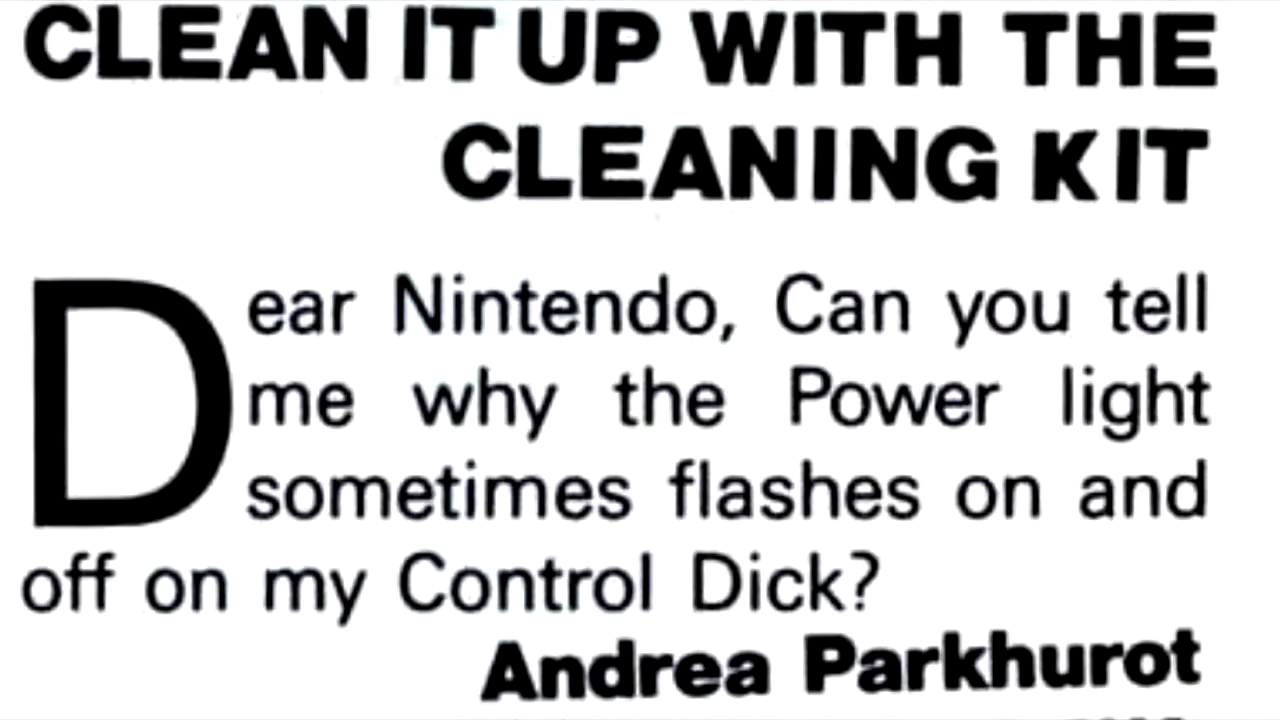 CLEAN IT UP WITH THE
CLEANING KIT
Dear Nintendo, Can you tell
me why the Power light
sometimes flashes on and
off on my Control Dick?
Andrea Parkhurot